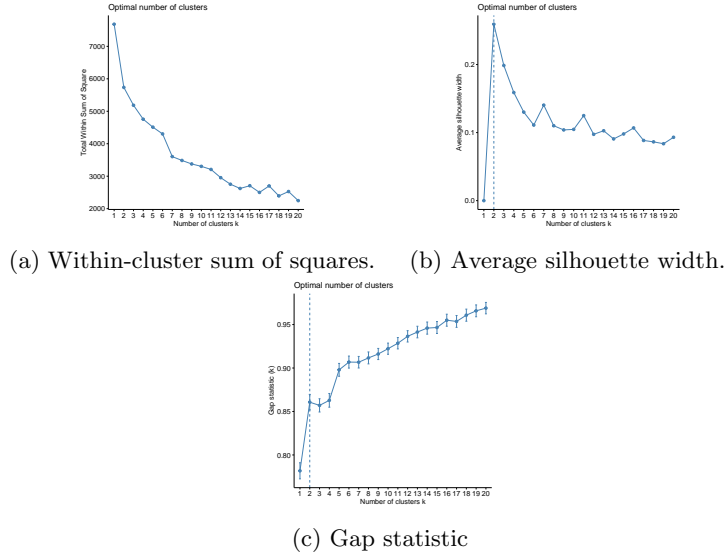 Optimal number of clusters
Total Within Sum of Square
7000
6000
5000
4000
3000
2000
1 2 3 4 5 6 7 8 9 10 11 12 13 14 15 16 17 18 19 20
Number of clusters k
(a) Within-cluster sum of squares.
Optimal number of clusters
Average silhouette width
0.2
0.1
0.0
1 2 3 4 5 6 7 8 9 10 11 12 13 14 15 16 17 18 19 20
Number of clusters k
(b) Average silhouette width.
Optimal number of clusters
Gap statistic (k)
0.95
0.90
0.85
0.80
1 2 3 4 5 6 7 8 9 10 11 12 13 14 15 16 17 18 19 20
Number of clusters k
(c) Gap statistic